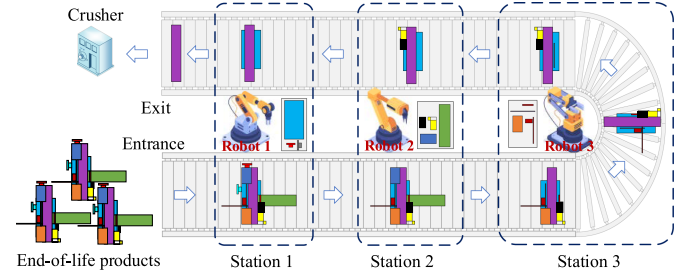 Crusher
Exit
Entrance
Robot 1
Robot 2
Robot 3
End-of-life products
Station 1
Station 2
Station 3